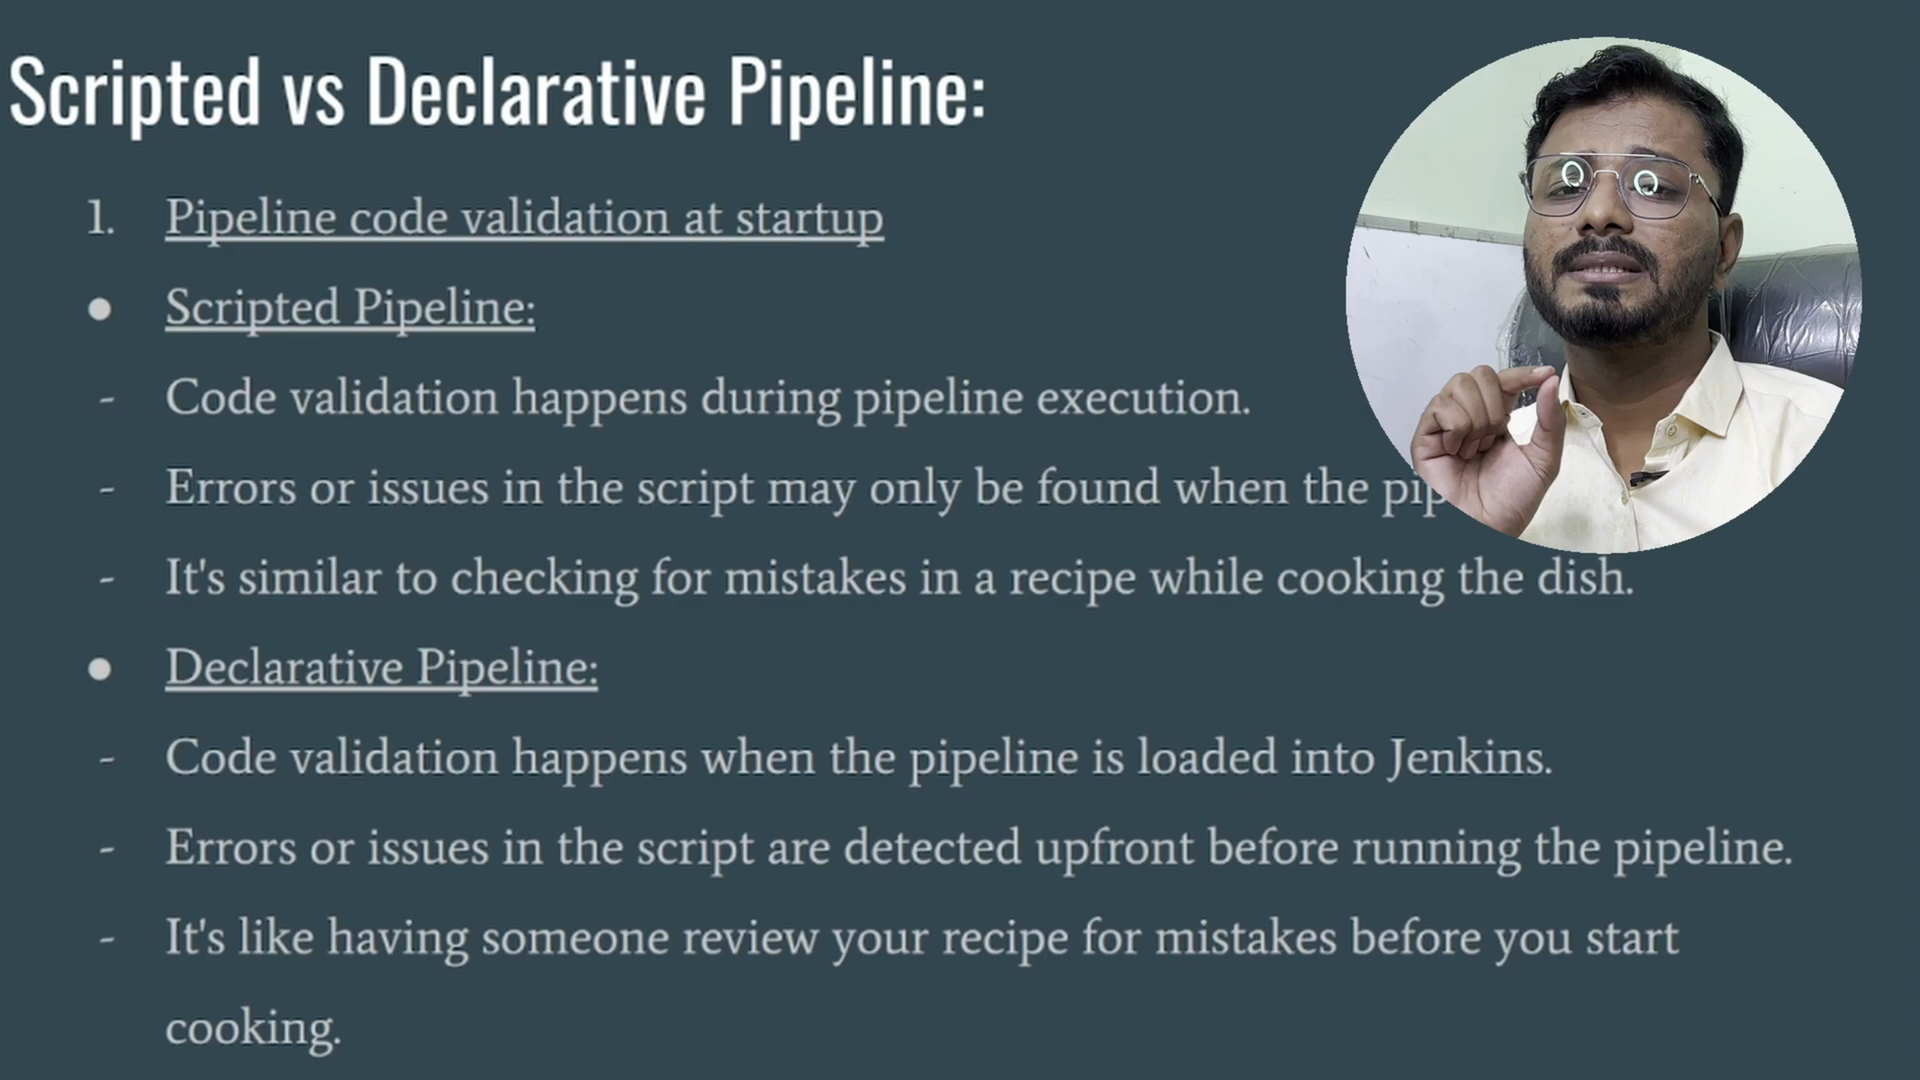 Scripted vs Declarative Pipeline:
1. Pipeline code validation at startup
● Scripted Pipeline:
- Code validation happens during pipeline execution.
- Errors or issues in the script may only be found when the
- It's similar to checking for mistakes in a recipe while cooking the dish.
● Declarative Pipeline:
- Code validation happens when the pipeline is loaded into Jenkins.
- Errors or issues in the script are detected upfront before running the pipeline.
- It's like having someone review your recipe for mistakes before you start
cooking.